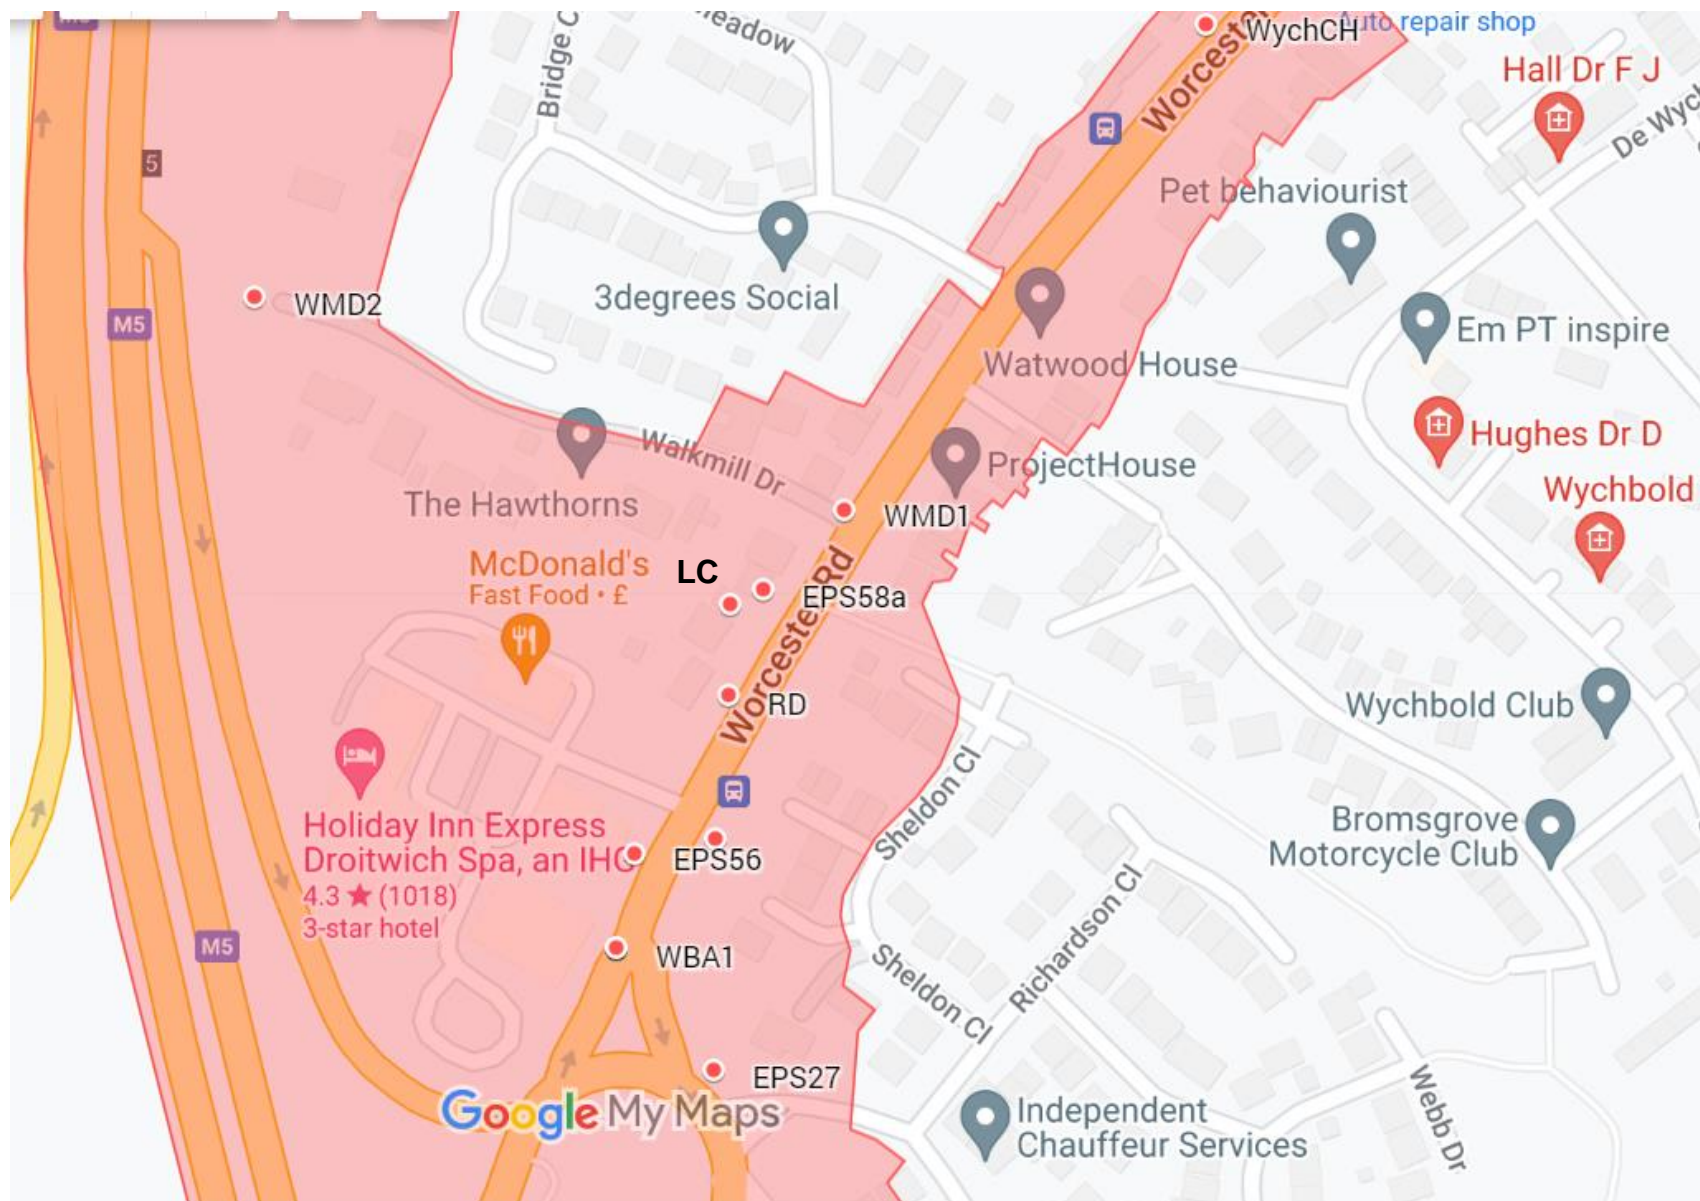 Bridge C
eadow
Worceste
WychCH
Auto repair shop
Hall Dr F J
De Wych
5
Pet behaviourist
3degrees Social
WMD2
M5
Em PT inspire
Watwood House
Walkmill Dr
ProjectHouse
Hughes Dr D
The Hawthorns
Wychbold
WMD1
McDonald's
Fast Food • £
LC
EPS58a
Worcester Rd
RD
Wychbold Club
Sheldon Cl
Holiday Inn Express
Droitwich Spa, an IHG
4.3 ★ (1018)
3-star hotel
EPS56
Bromsgrove
Motorcycle Club
M5
WBA1
Sheldon Cl
Richardson Cl
EPS27
Google My Maps
Independent
Chauffeur Services
Webb Dr